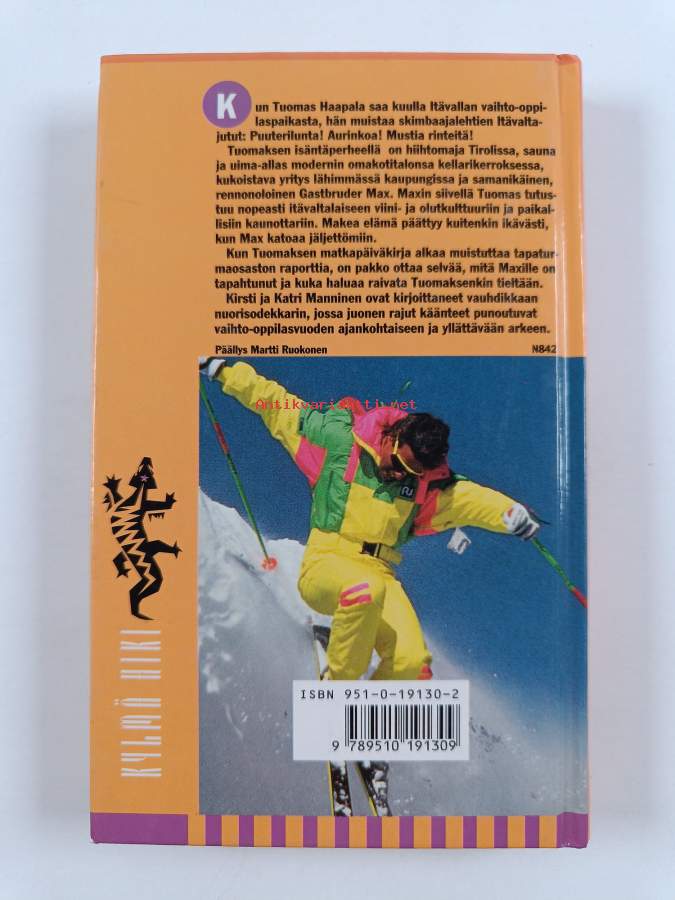 Kun Tuomas Haapala saa kuulla Itävallan vaihto-oppi-
laspaikasta, hän muistaa skimbaajalehtien Itävalta-
jutut: Puuterilunta! Aurinkoa! Mustia rinteitä!
Tuomaksen isäntäperheellä on hiihtomaja Tirolissa, sauna
ja uima-allas modernin omakotitalonsa kellarikerroksessa,
kukoistava yritys lähimmässä kaupungissa ja samanikäinen,
rennonoloinen Gastbruder Max. Maxin siivellä Tuomas tutus-
tuu nopeasti itävaltalaiseen viini- ja olutkulttuuriin ja paikal-
lisiin kaunottariin. Makea elämä päättyy kuitenkin ikävästi,
kun Max katoaa jäljettömiin.
Kun Tuomaksen matkapäiväkirja alkaa muistuttaa tapatur-
maosaston raporttia, on pakko ottaa selvää, mitä Maxille on
tapahtunut ja kuka haluaa raivata Tuomaksenkin tieltään.
Kirsti ja Katri Manninen ovat kirjoittaneet vauhdikkaan
nuorisodekkarin, jossa juonen rajut käänteet punoutuvat
vaihto-oppilasvuoden ajankohtaiseen ja yllättävään arkeen.
Päällys Martti Ruokonen N842
Antikvariahti.net
KYLMÄ HIKI
ISBN 951-0-19130-2
9 789510 191309